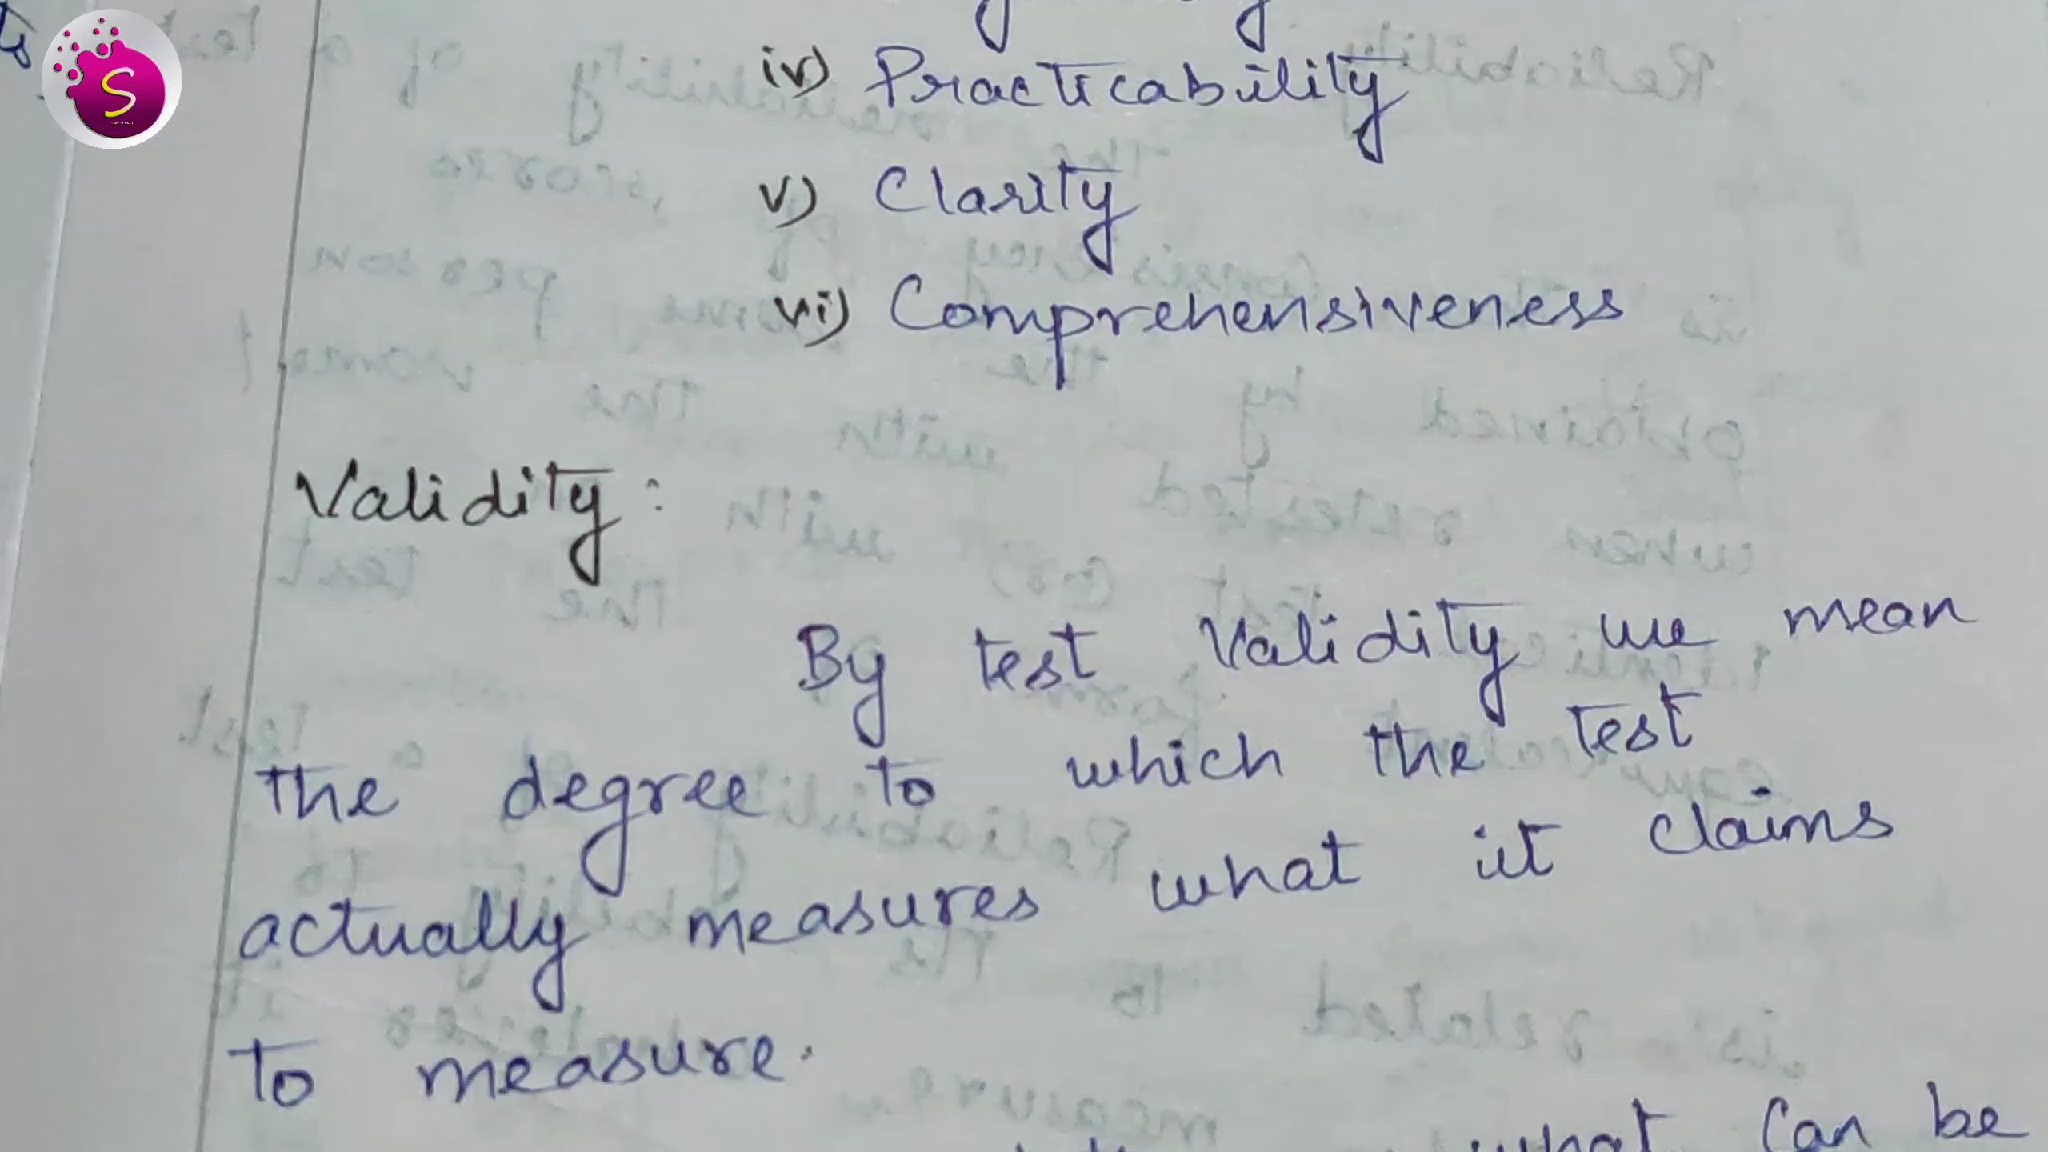 iv) Practicability
v) Clarity
vi) Comprehensiveness
Validity :
By test Validity we mean
the degree to which the test
actually measures what it claims
to measure.
what can be
S